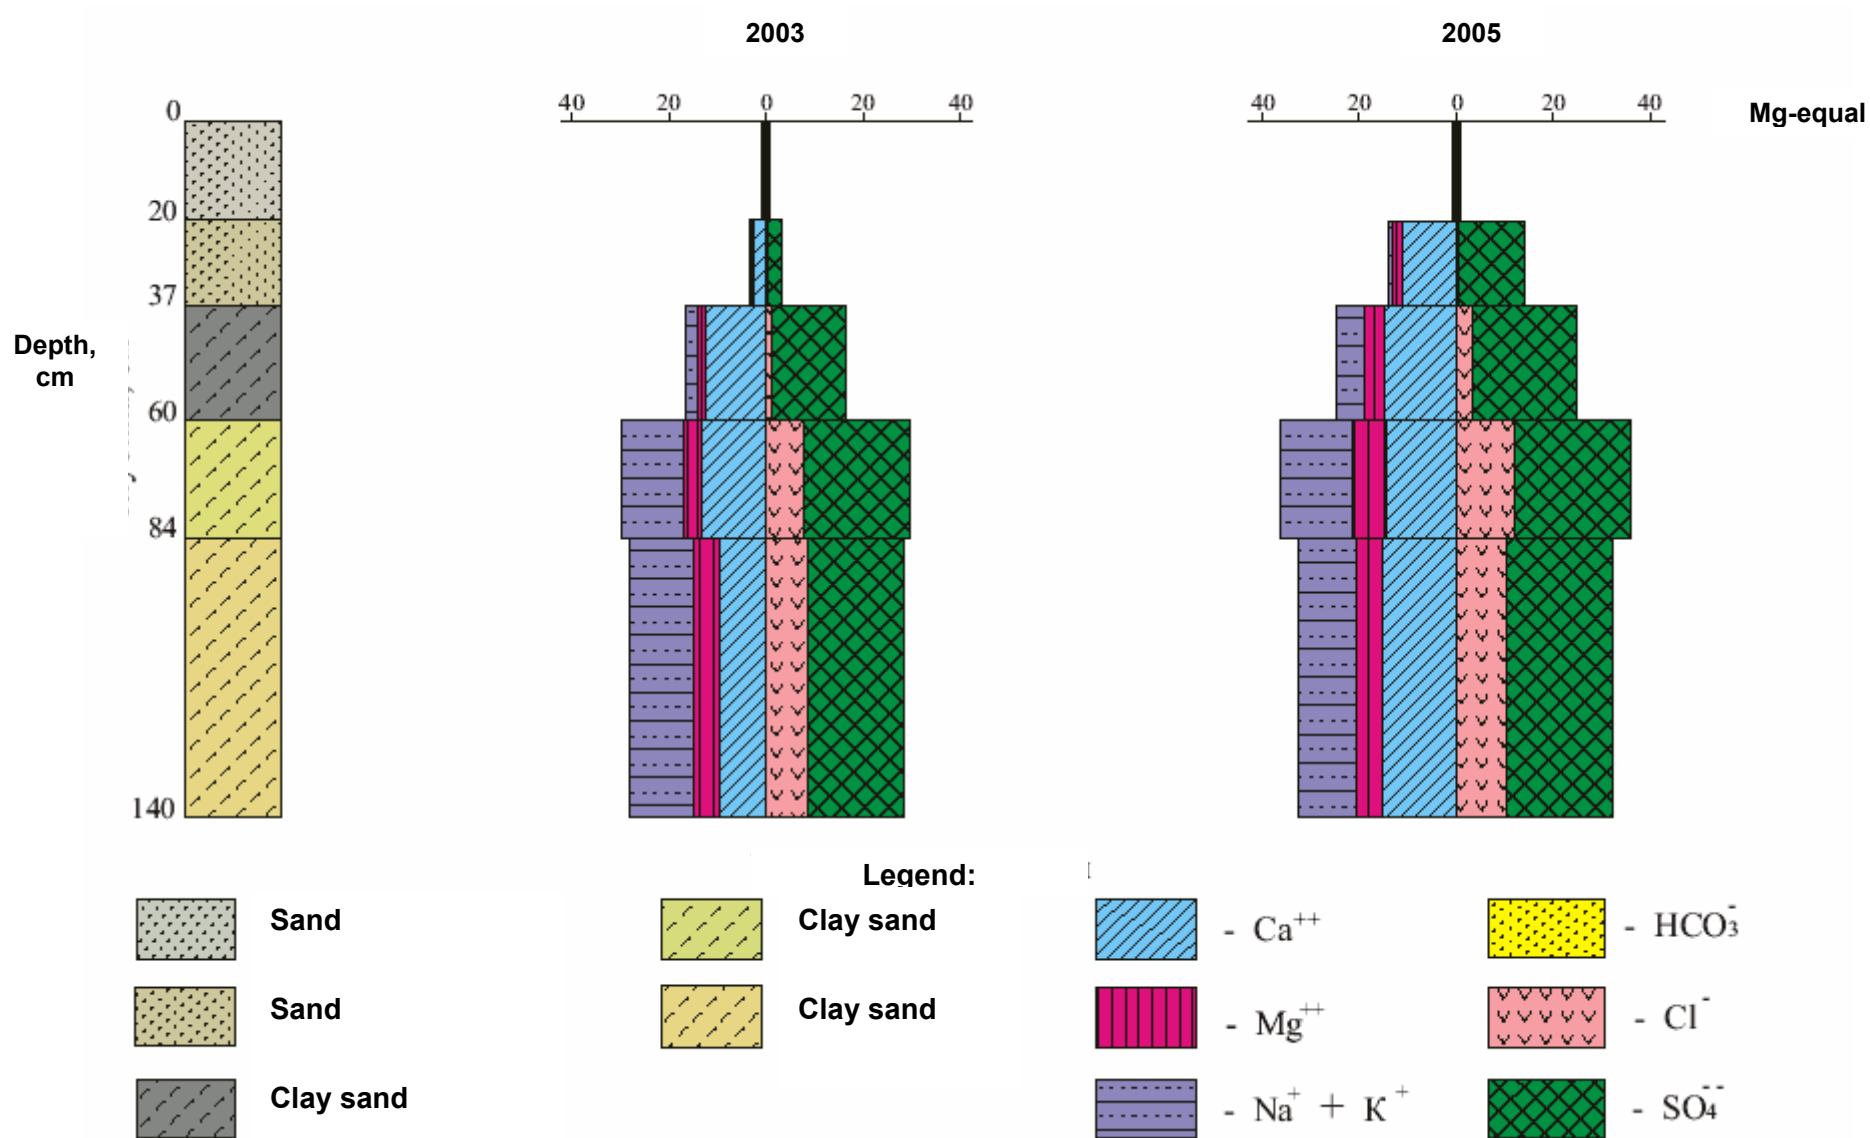 2003 2005
40 20 0 20 40 40 20 0 20 40 Mg-equal
0
20
37
Depth,
cm
60
84
140
Legend:
Sand Clay sand - Ca++ - HCO3-
Sand Clay sand - Mg++ - Cl-
Clay sand - Na+ + K+ - SO4--